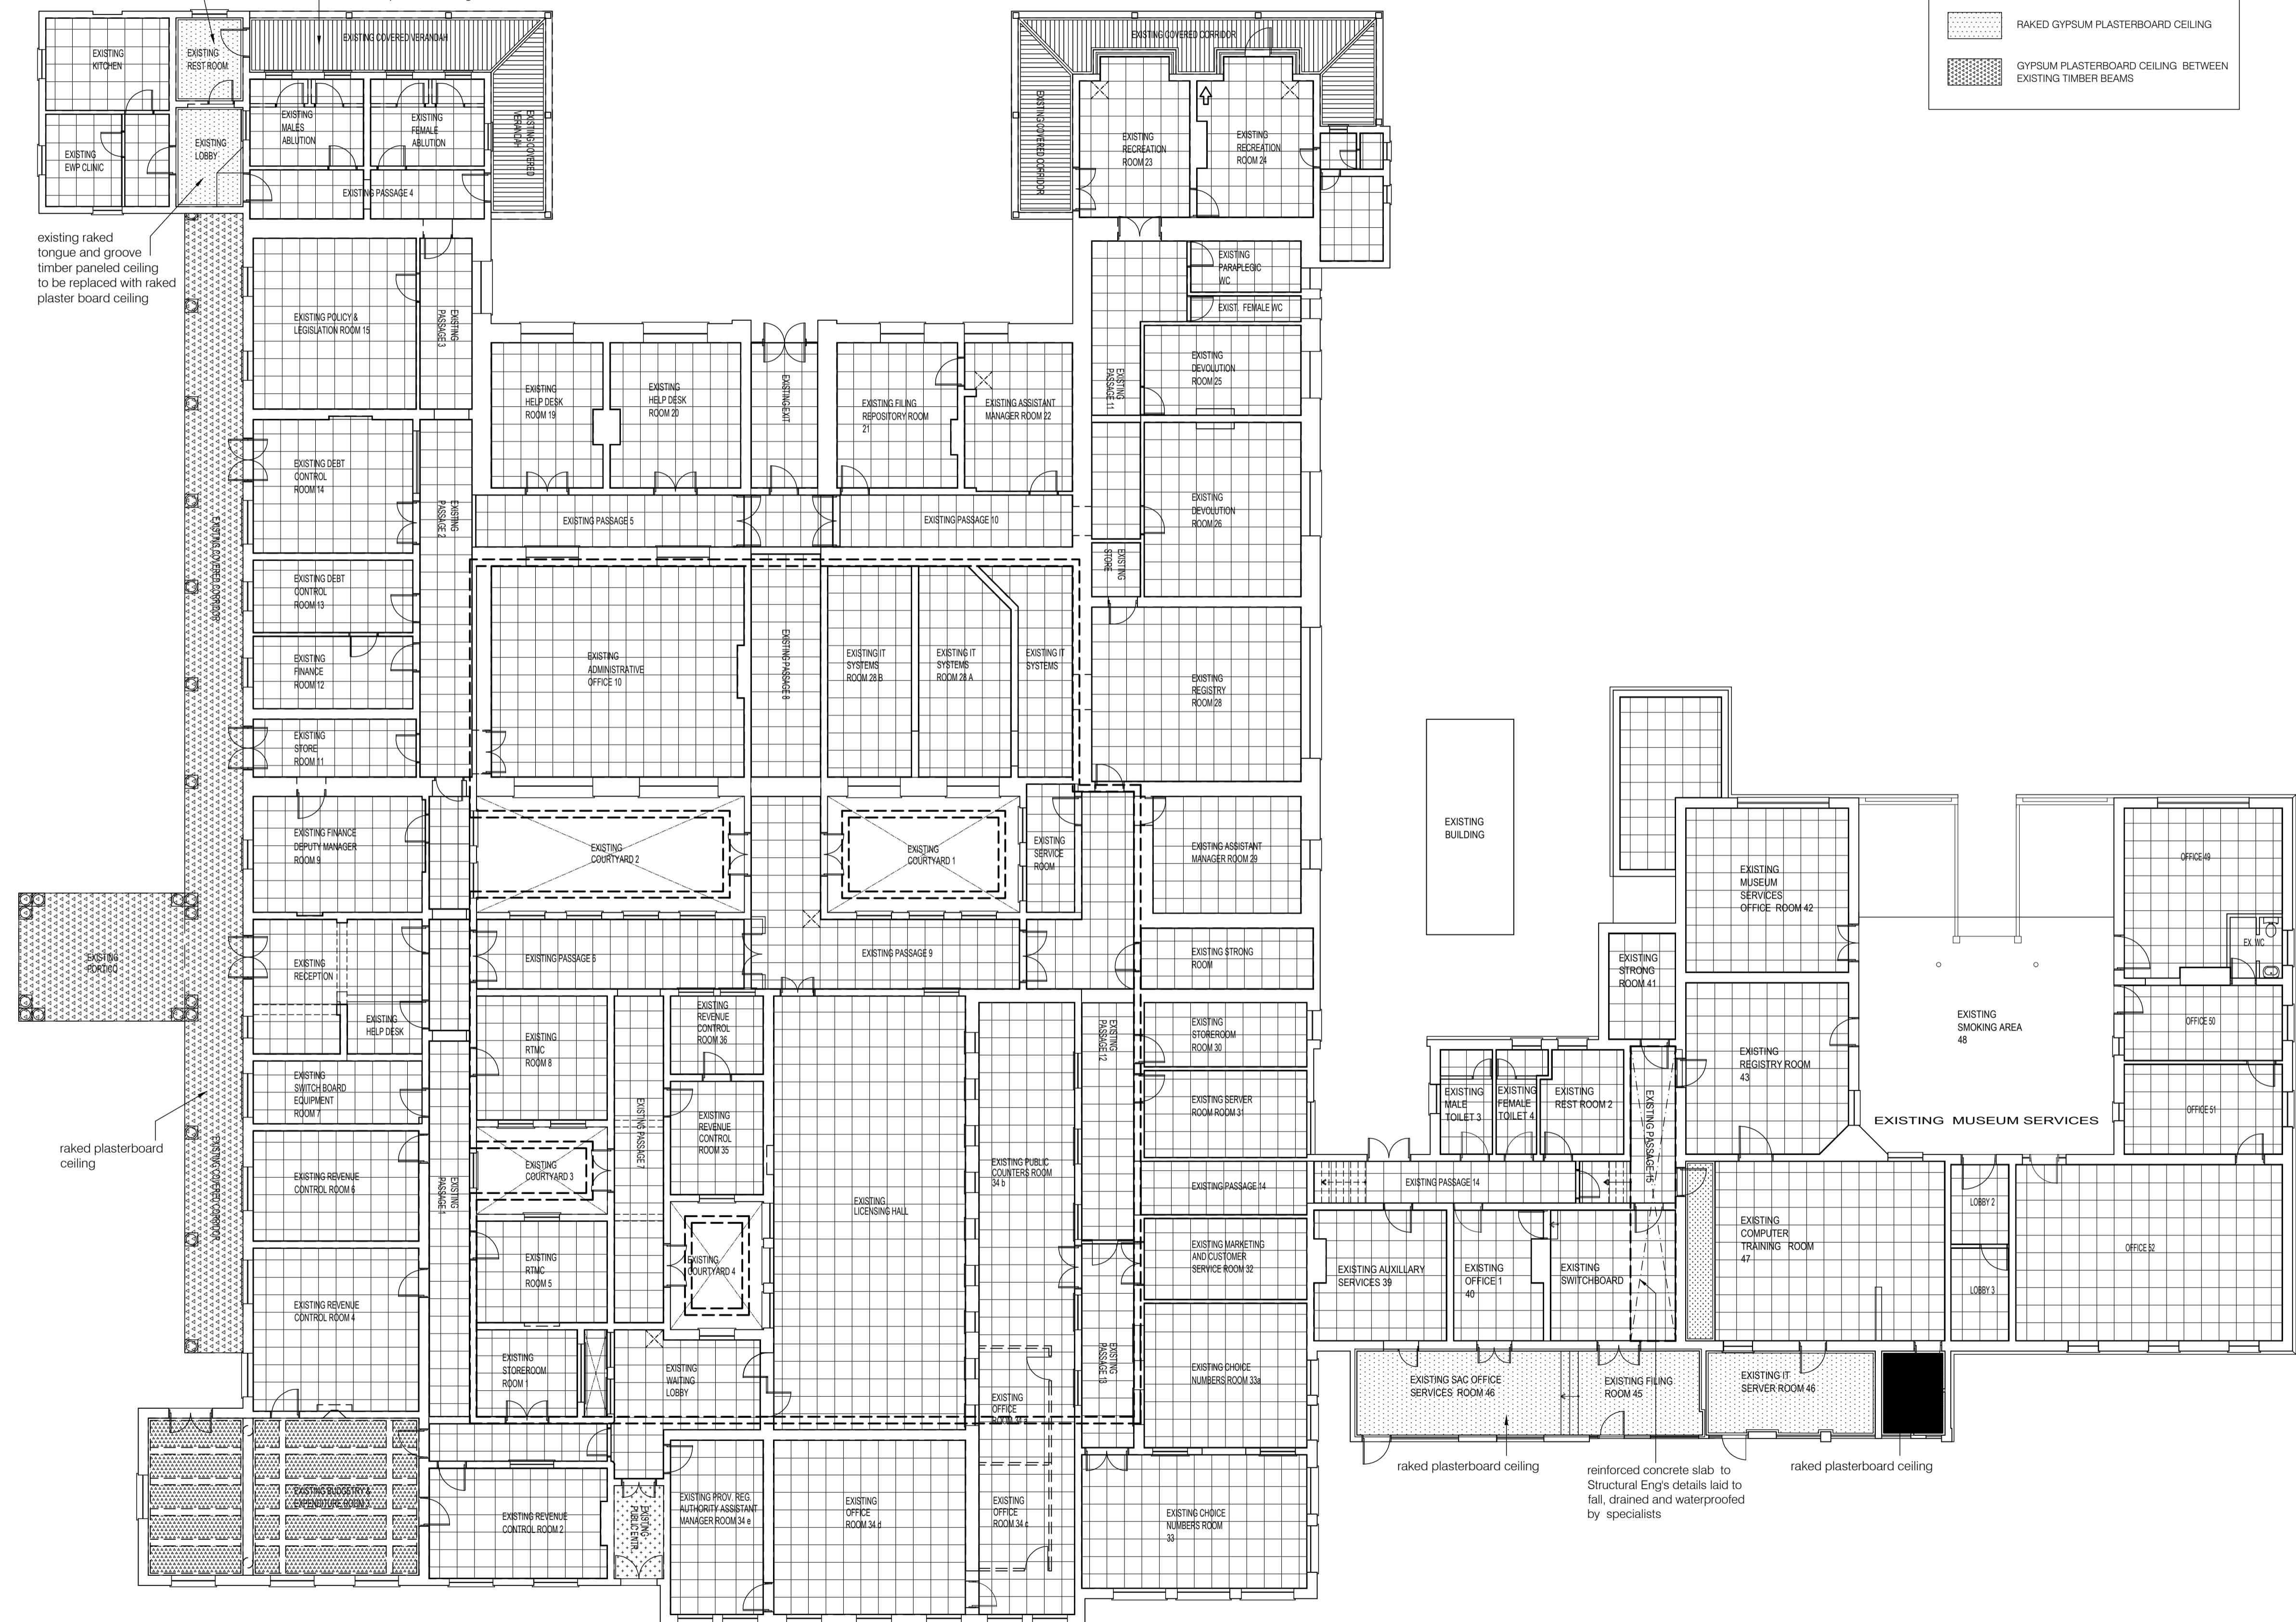 RAKED GYPSUM PLASTERBOARD CEILING
GYPSUM PLASTERBOARD CEILING BETWEEN
EXISTING TIMBER BEAMS
EXISTING
KITCHEN
EXISTING
REST ROOM
EXISTING COVERED VERANDAH
EXISTING
MALES
ABLUTION
EXISTING
FEMALE
ABLUTION
EXISTING COVERED
VERANDAH
EXISTING
EWP CLINIC
EXISTING
LOBBY
EXISTING PASSAGE 4
existing raked
tongue and groove
timber paneled ceiling
to be replaced with raked
plaster board ceiling
EXISTING COVERED CORRIDOR
EXISTING COVERED CORRIDOR
EXISTING
RECREATION
ROOM 23
EXISTING
RECREATION
ROOM 24
EXISTING
PARAPLEGIC
WC
EXIST. FEMALE WC
EXISTING POLICY &
LEGISLATION ROOM 15
EXISTING
PASSAGE 3
EXISTING
HELP DESK
ROOM 19
EXISTING
HELP DESK
ROOM 20
EXISTING EXIT
EXISTING FILING
REPOSITORY ROOM
21
EXISTING ASSISTANT
MANAGER ROOM 22
EXISTING
PASSAGE 11
EXISTING
DEVOLUTION
ROOM 25
EXISTING DEBT
CONTROL
ROOM 14
EXISTING
PASSAGE 2
EXISTING PASSAGE 5
EXISTING PASSAGE 10
EXISTING
DEVOLUTION
ROOM 26
EXISTING
STORE
EXISTING COVERED CORRIDOR
EXISTING DEBT
CONTROL
ROOM 13
EXISTING
FINANCE
ROOM 12
EXISTING
ADMINISTRATIVE
OFFICE 10
EXISTING PASSAGE 8
EXISTING IT
SYSTEMS
ROOM 28 B
EXISTING IT
SYSTEMS
ROOM 28 A
EXISTING IT
SYSTEMS
EXISTING
REGISTRY
ROOM 28
EXISTING
STORE
ROOM 11
EXISTING FINANCE
DEPUTY MANAGER
ROOM 9
EXISTING
COURTYARD 2
EXISTING
COURTYARD 1
EXISTING
SERVICE
ROOM
EXISTING ASSISTANT
MANAGER ROOM 29
EXISTING
BUILDING
EXISTING
MUSEUM
SERVICES
OFFICE ROOM 42
OFFICE 49
EX. WC
EXISTING
PORTICO
EXISTING
RECEPTION
EXISTING
HELP DESK
EXISTING PASSAGE 6
EXISTING PASSAGE 9
EXISTING STRONG
ROOM
EXISTING
STRONG
ROOM 41
EXISTING
SMOKING AREA
48
OFFICE 50
EXISTING
SWITCH BOARD
EQUIPMENT
ROOM 7
EXISTING
RTMC
ROOM 8
EXISTING
REVENUE
CONTROL
ROOM 36
EXISTING
PASSAGE 12
EXISTING
STOREROOM
ROOM 30
EXISTING
REGISTRY ROOM
43
EXISTING MUSEUM SERVICES
OFFICE 51
EXISTING PASSAGE 7
EXISTING
REVENUE
CONTROL
ROOM 35
EXISTING SERVER
ROOM ROOM 31
EXISTING
MALE
TOILET 3
EXISTING
FEMALE
TOILET 4
EXISTING
REST ROOM 2
EXISTING PASSAGE 15
raked plasterboard
ceiling
EXISTING COVERED CORRIDOR
EXISTING REVENUE
CONTROL ROOM 6
EXISTING
PASSAGE 1
EXISTING
COURTYARD 3
EXISTING
LICENSING HALL
EXISTING PUBLIC
COUNTERS ROOM
34 b
EXISTING PASSAGE 14
EXISTING PASSAGE 14
LOBBY 2
EXISTING
COMPUTER
TRAINING ROOM
47
OFFICE 52
EXISTING
RTMC
ROOM 5
EXISTING
COURTYARD 4
EXISTING MARKETING
AND CUSTOMER
SERVICE ROOM 32
EXISTING AUXILLARY
SERVICES 39
EXISTING
OFFICE 1
40
EXISTING
SWITCHBOARD
LOBBY 3
EXISTING REVENUE
CONTROL ROOM 4
EXISTING
STOREROOM
ROOM 1
EXISTING
WAITING
LOBBY
EXISTING
PASSAGE 13
EXISTING CHOICE
NUMBERS ROOM 33a
EXISTING
OFFICE
ROOM 34 a
EXISTING SAC OFFICE
SERVICES ROOM 46
EXISTING FILING
ROOM 45
EXISTING IT
SERVER ROOM 46
raked plasterboard ceiling
reinforced concrete slab to
Structural Eng's details laid to
fall, drained and waterproofed
by specialists
raked plasterboard ceiling
EXISTING BUDGETRY &
EXPENDITURE ROOM 3
EXISTING REVENUE
CONTROL ROOM 2
EXISTING
PUBLIC ENTR.
EXISTING PROV. REG.
AUTHORITY ASSISTANT
MANAGER ROOM 34 e
EXISTING
OFFICE
ROOM 34 d
EXISTING
OFFICE
ROOM 34 c
EXISTING CHOICE
NUMBERS ROOM
33